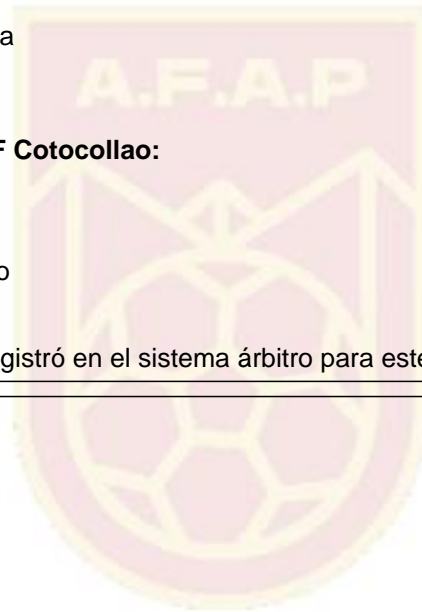 a
A.F.A.P
F Cotocollao:
o
gistró en el sistema árbitro para este